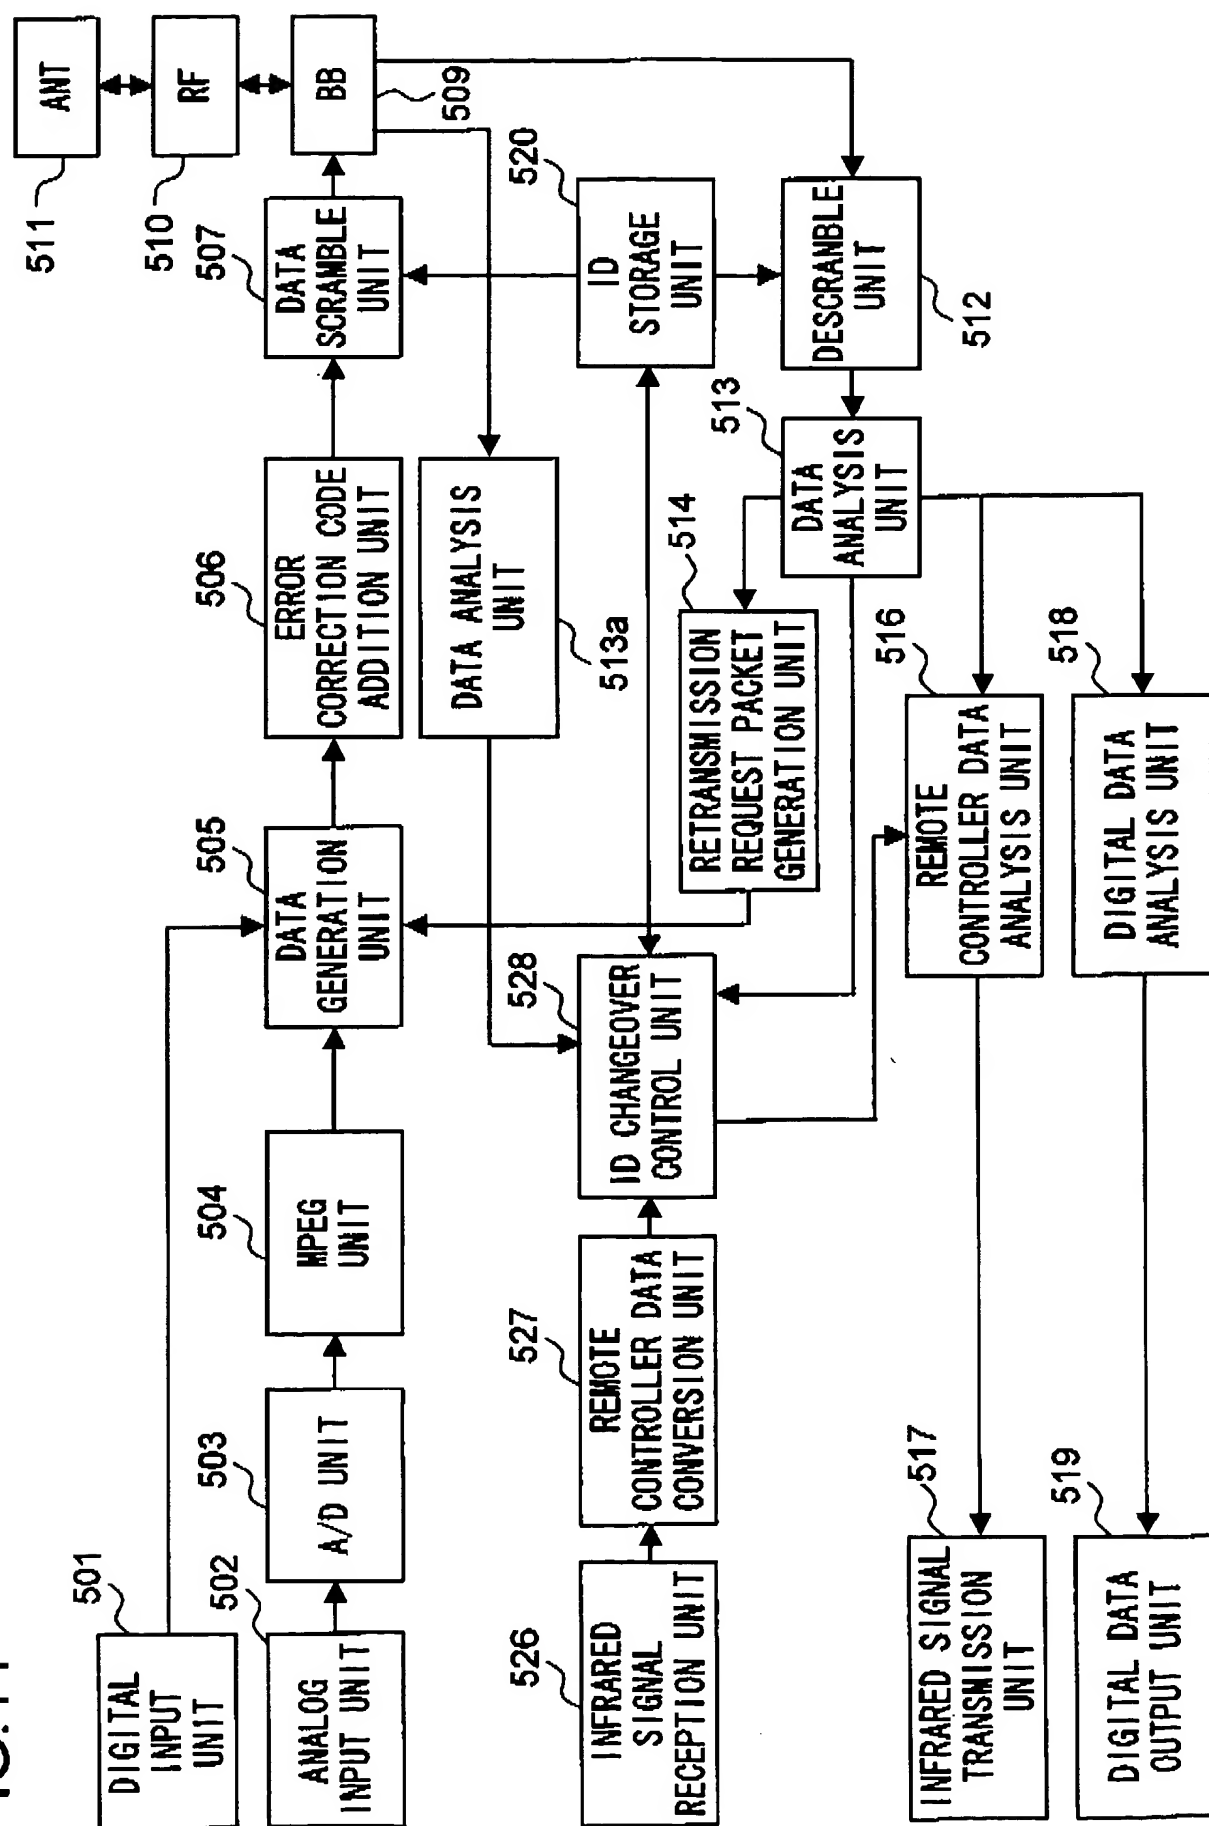 501
DIGITAL
INPUT
UNIT
502
ANALOG
INPUT UNIT
503
A/D UNIT
504
MPEG
UNIT
505
DATA
GENERATION
UNIT
506
ERROR
CORRECTION CODE
ADDITION UNIT
507
DATA
SCRAMBLE
UNIT
511
ANT
510
RF
BB
509
DATA ANALYSIS
UNIT
513a
526
INFRARED
SIGNAL
RECEPTION UNIT
527
REMOTE
CONTROLLER DATA
CONVERSION UNIT
528
ID CHANGEOVER
CONTROL UNIT
520
ID
STORAGE
UNIT
514
RETRANSMISSION
REQUEST PACKET
GENERATION UNIT
513
DATA
ANALYSIS
UNIT
DESCRANBLE
UNIT
512
517
INFRARED SIGNAL
TRANSMISSION
UNIT
516
REMOTE
CONTROLLER DATA
ANALYSIS UNIT
519
DIGITAL DATA
OUTPUT UNIT
518
DIGITAL DATA
ANALYSIS UNIT